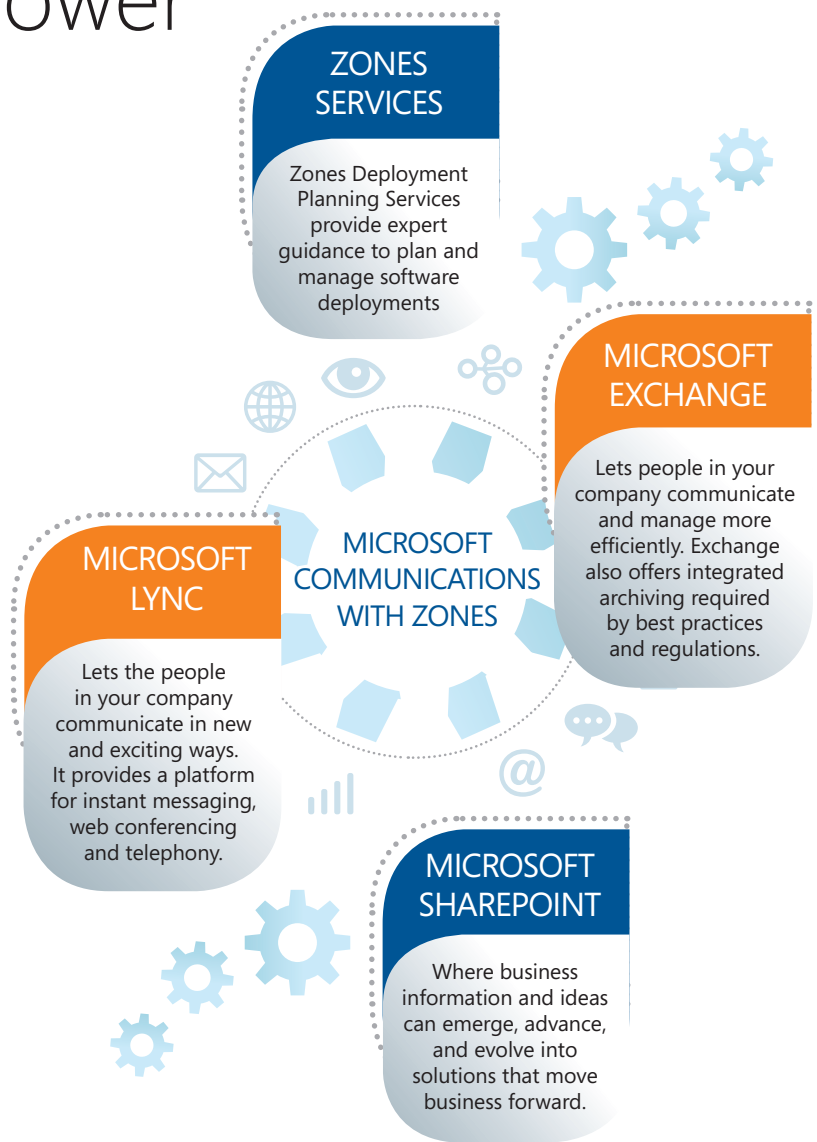 ower
ZONES
SERVICES
Zones Deployment
Planning Services
provide expert
guidance to plan and
manage software
deployments
MICROSOFT
EXCHANGE
Lets people in your
company communicate
and manage more
efficiently. Exchange
also offers integrated
archiving required
by best practices
and regulations.
MICROSOFT
COMMUNICATIONS
WITH ZONES
MICROSOFT
LYNC
Lets the people
in your company
communicate in new
and exciting ways.
It provides a platform
for instant messaging,
web conferencing
and telephony.
@
MICROSOFT
SHAREPOINT
Where business
information and ideas
can emerge, advance,
and evolve into
solutions that move
business forward.